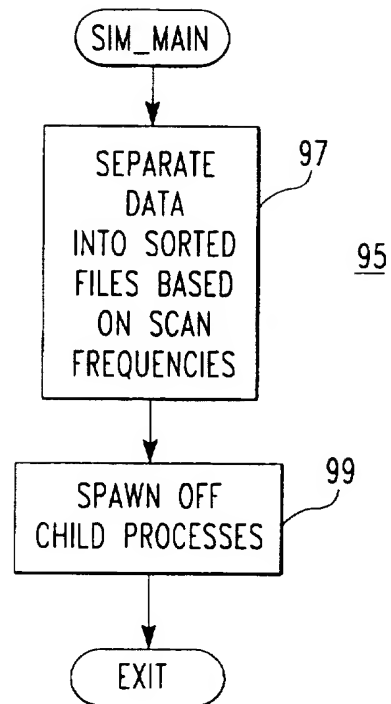 SIM_MAIN
SEPARATE
DATA
INTO SORTED
FILES BASED
ON SCAN
FREQUENCIES
97
95
SPAWN OFF
CHILD PROCESSES
99
EXIT